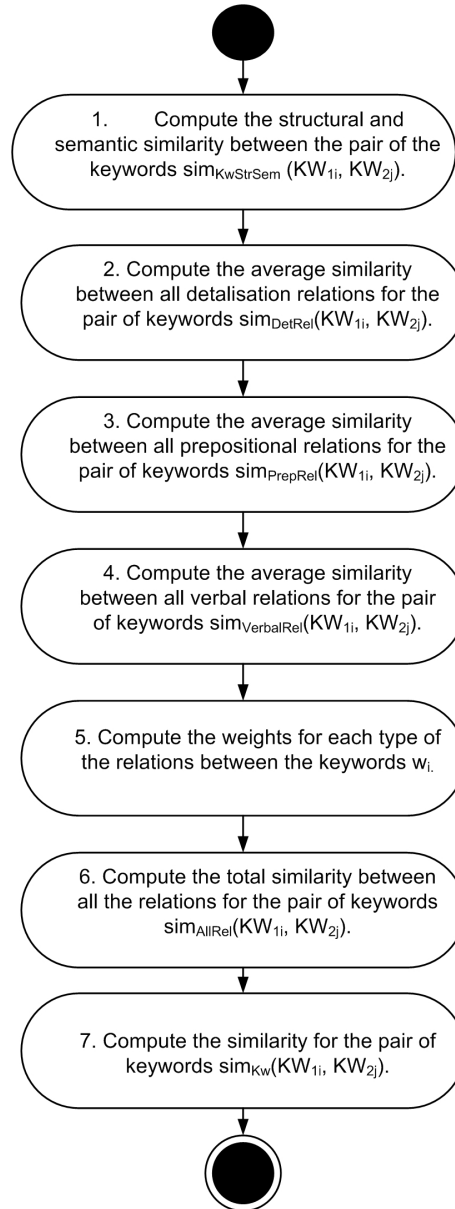 1. Compute the structural and
semantic similarity between the pair of the
keywords simKwStrSem (KW1i, KW2j).
2. Compute the average similarity
between all detalisation relations for the
pair of keywords simDetRel(KW1i, KW2j).
3. Compute the average similarity
between all prepositional relations for the
pair of keywords simPrepRel(KW1i, KW2j).
4. Compute the average similarity
between all verbal relations for the pair
of keywords simVerbalRel(KW1i, KW2j).
5. Compute the weights for each type of
the relations between the keywords wi.
6. Compute the total similarity between
all the relations for the pair of keywords
simAllRel(KW1i, KW2j).
7. Compute the similarity for the pair of
keywords simKw(KW1i, KW2j).